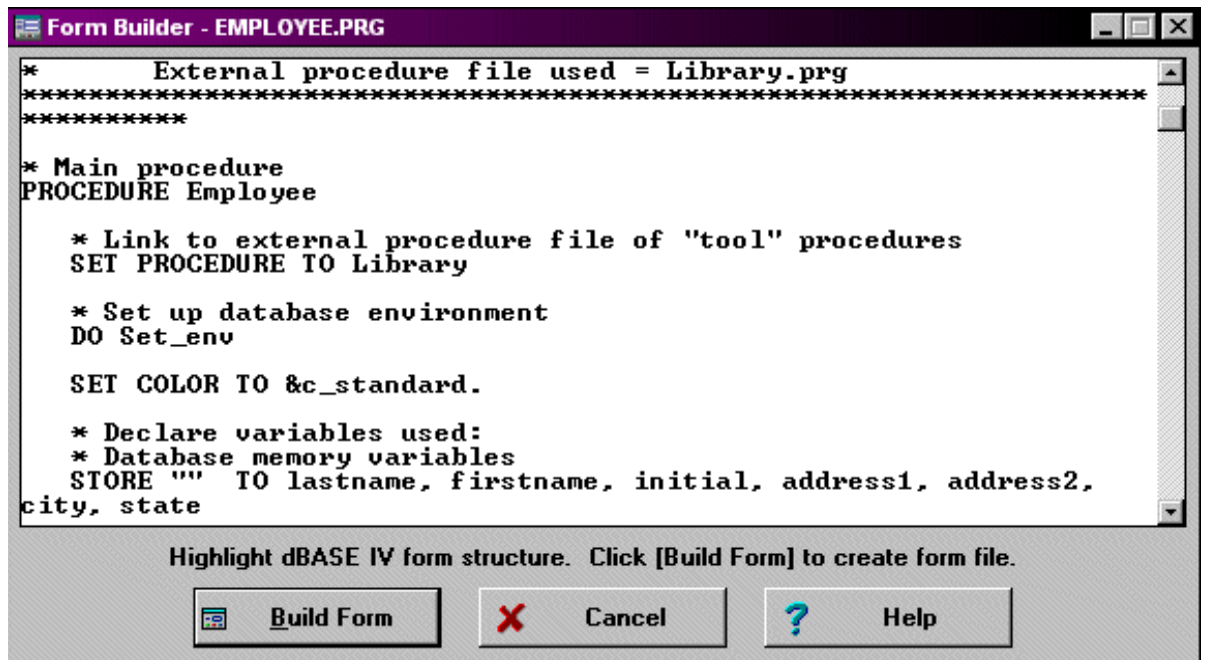 Form Builder - EMPLOYEE.PRG
*        External procedure file used = Library.prg
********************************************************************
**********
* Main procedure
PROCEDURE Employee
   * Link to external procedure file of "tool" procedures
   SET PROCEDURE TO Library
   * Set up database environment
   DO Set_env
   SET COLOR TO &c_standard.
   * Declare variables used:
   * Database memory variables
   STORE ""  TO lastname, firstname, initial, address1, address2,
city, state
Highlight dBASE IV form structure.  Click [Build Form] to create form file.
Build Form   Cancel   ? Help